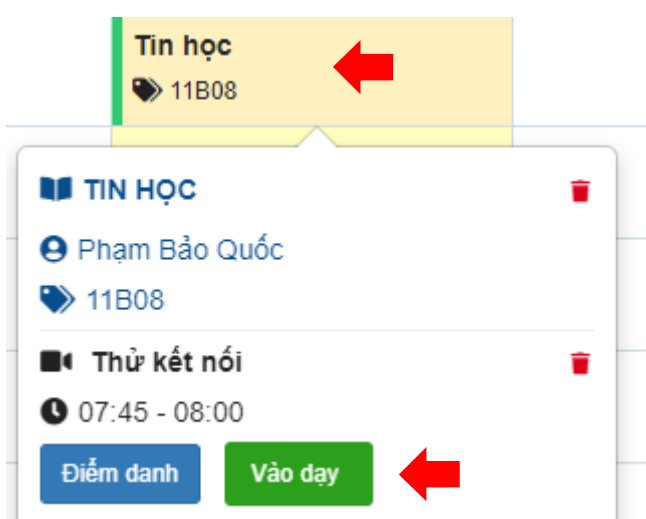 Tin học
11B08
TIN HỌC
Phạm Bảo Quốc
11B08
Thử kết nối
07:45 - 08:00
Điểm danh Vào dạy